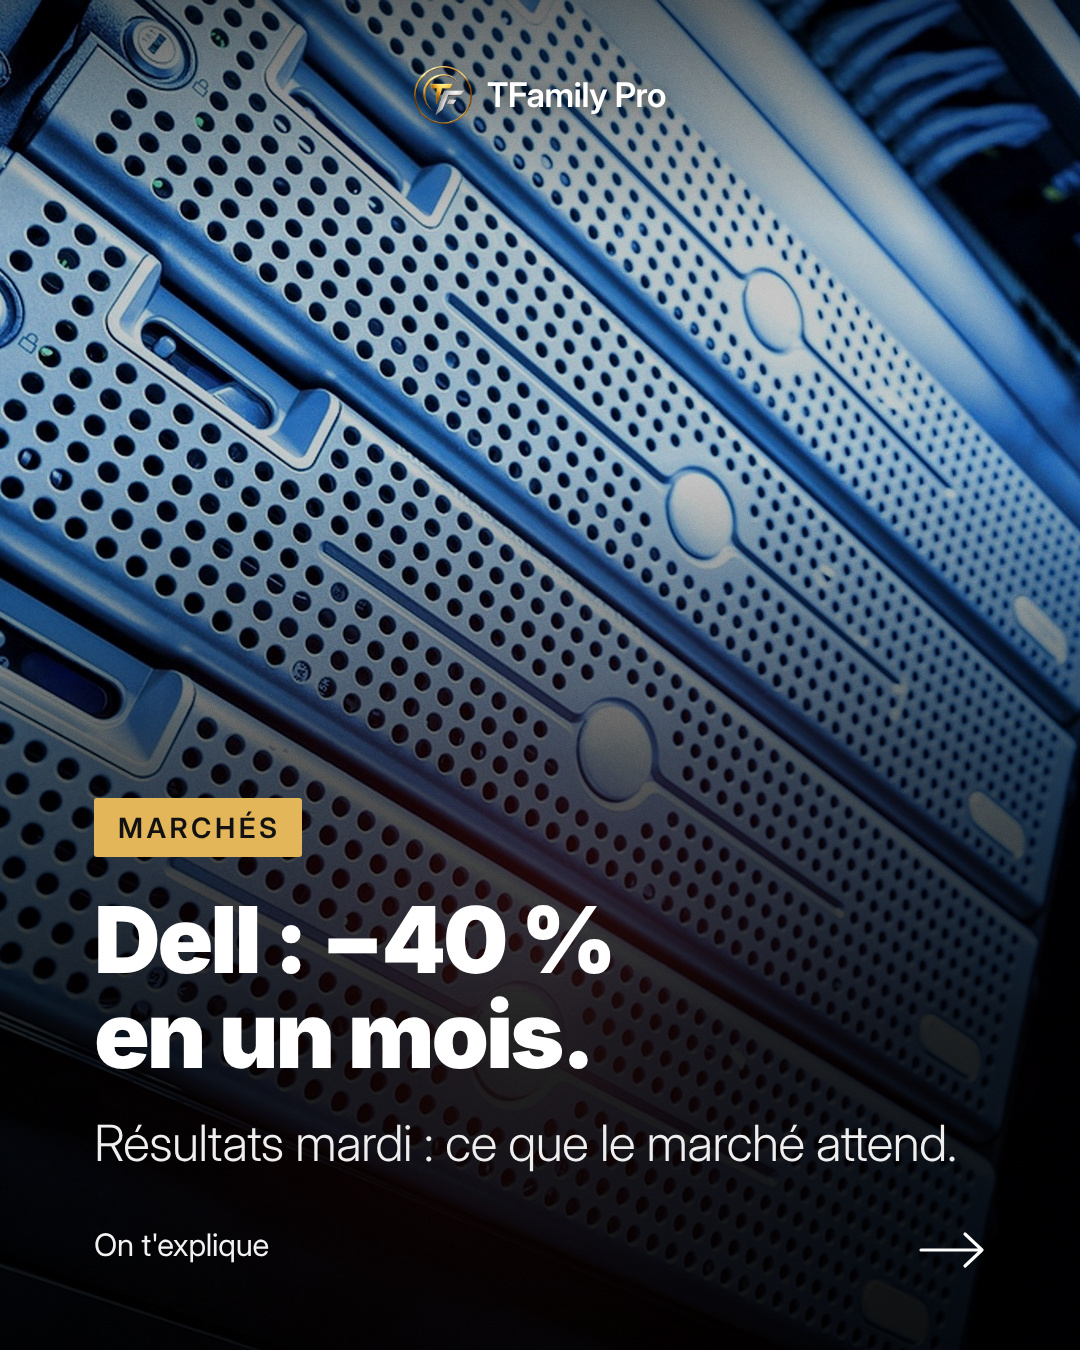 TFamily Pro
MARCHÉS
Dell : –40 %
en un mois.
Résultats mardi : ce que le marché attend.
On t'explique